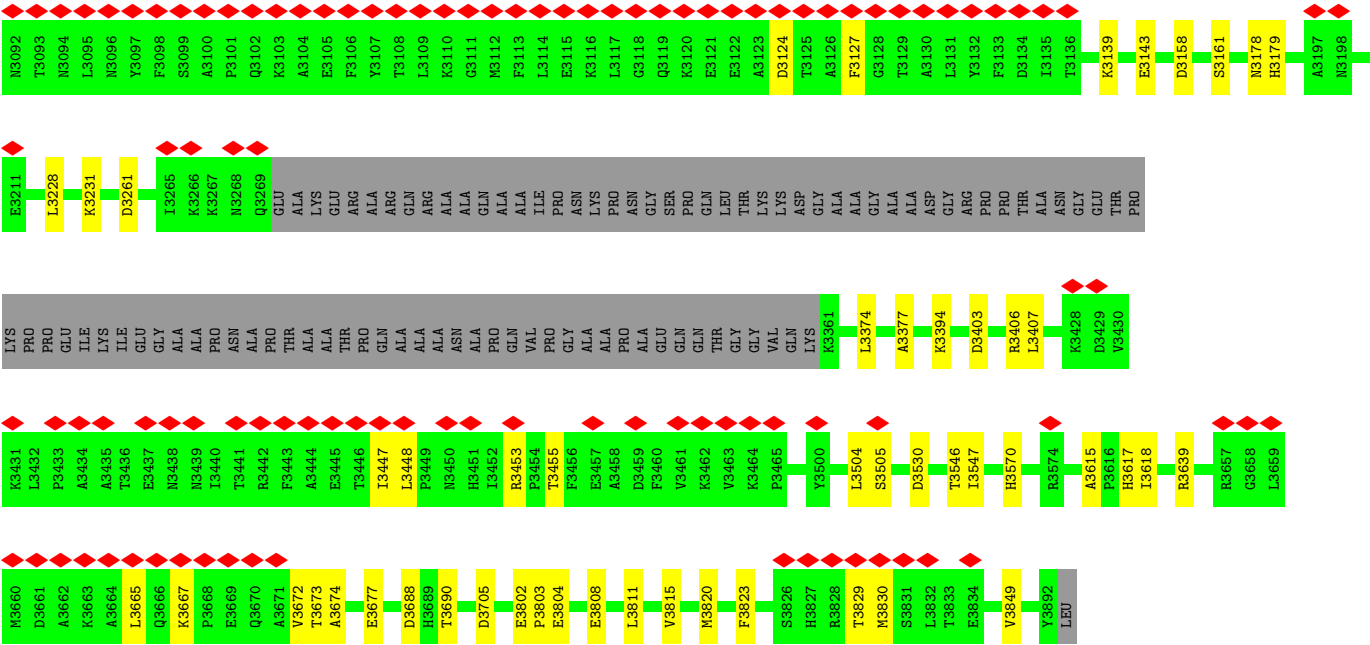 N3092 T3093 N3094 L3095 N3096 Y3097 F3098 S3099 A3100 P3101 Q3102 K3103 A3104 E3105 F3106 Y3107 T3108 L3109 K3110 G3111 M3112 F3113 L3114 E3115 K3116 L3117 G3118 Q3119 K3120 E3121 E3122 A3123 D3124 T3125 A3126 F3127 G3128 T3129 A3130 L3131 Y3132 F3133 D3134 I3135 T3136 K3139 E3143 D3158 S3161 N3178 H3179 A3197 N3198
E3211 L3228 K3231 D3261 I3265 K3266 K3267 N3268 Q3269 GLU ALA LYS GLU ARG ALA ARG GLN ARG ALA ALA GLN ALA ALA ILE PRO ASN LYS PRO ASN GLY SER PRO GLN LEU THR LYS LYS ASP GLY ALA ALA GLY ALA ALA ASP GLY ARG PRO PRO THR ALA ASN GLY GLU THR PRO
LYS PRO PRO GLU ILE LYS ILE GLU GLY ALA ALA PRO ASN ALA PRO THR ALA ALA THR PRO GLN ALA ALA ALA ASN ALA PRO GLN VAL PRO GLY ALA ALA PRO ALA GLU GLN GLN THR GLY GLY VAL GLN LYS K3361 L3374 A3377 K3394 D3403 R3406 L3407 K3428 D3429 V3430
K3431 L3432 P3433 A3434 A3435 T3436 E3437 N3438 N3439 I3440 T3441 R3442 F3443 A3444 E3445 T3446 I3447 L3448 P3449 N3450 H3451 I3452 R3453 P3454 T3455 F3456 E3457 A3458 D3459 F3460 V3461 K3462 V3463 K3464 P3465 Y3500 L3504 S3505 D3530 T3546 I3547 H3570 R3574 A3615 P3616 H3617 I3618 R3639 R3657 G3658 L3659
M3660 D3661 A3662 K3663 A3664 L3665 Q3666 K3667 P3668 E3669 Q3670 A3671 V3672 T3673 A3674 E3677 D3688 H3689 T3690 D3705 E3802 P3803 E3804 E3808 L3811 V3815 M3820 F3823 S3826 H3827 R3828 T3829 M3830 S3831 L3832 T3833 E3834 V3849 Y3892 LEU